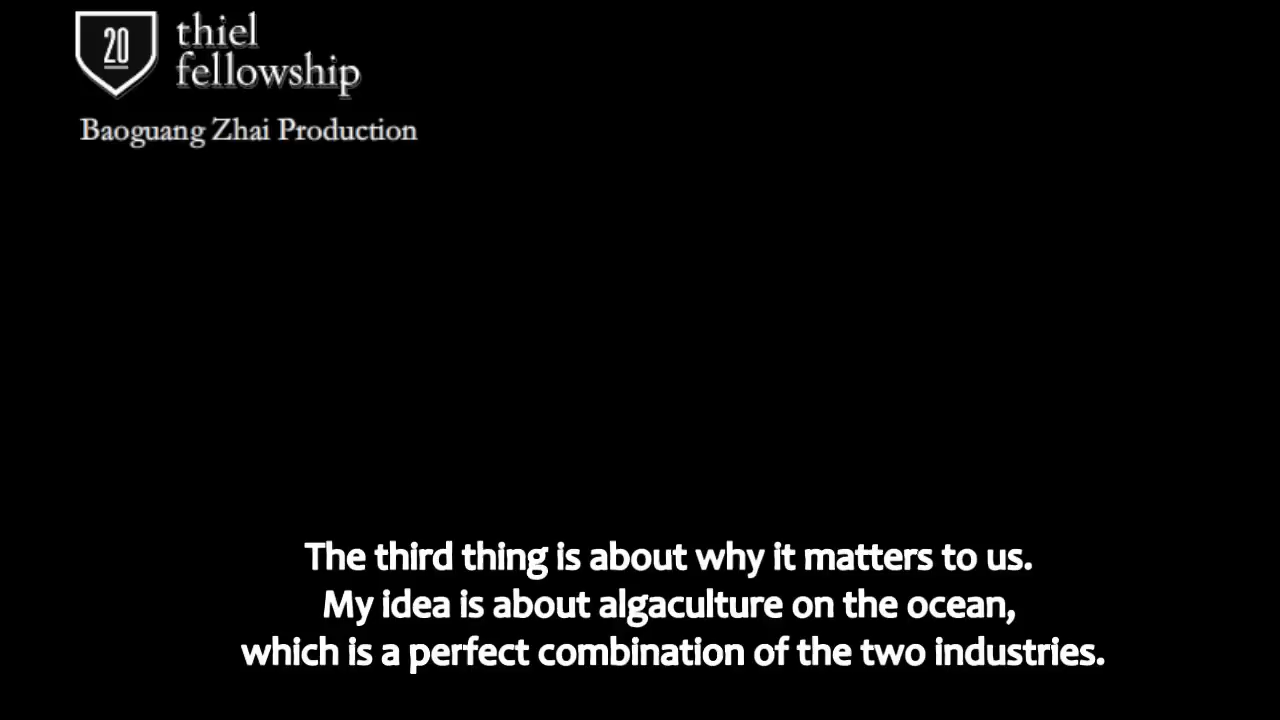 20
thiel
fellowship
Baoguang Zhai Production
The third thing is about why it matters to us.
My idea is about algaculture on the ocean,
which is a perfect combination of the two industries.